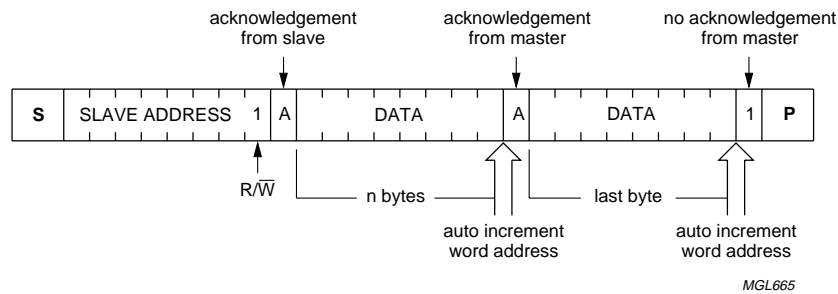 acknowledgement
from slave
acknowledgement
from master
no acknowledgement
from master
S SLAVE ADDRESS 1 A DATA A DATA 1 P
R/W̅
n bytes
last byte
auto increment
word address
auto increment
word address
MGL665